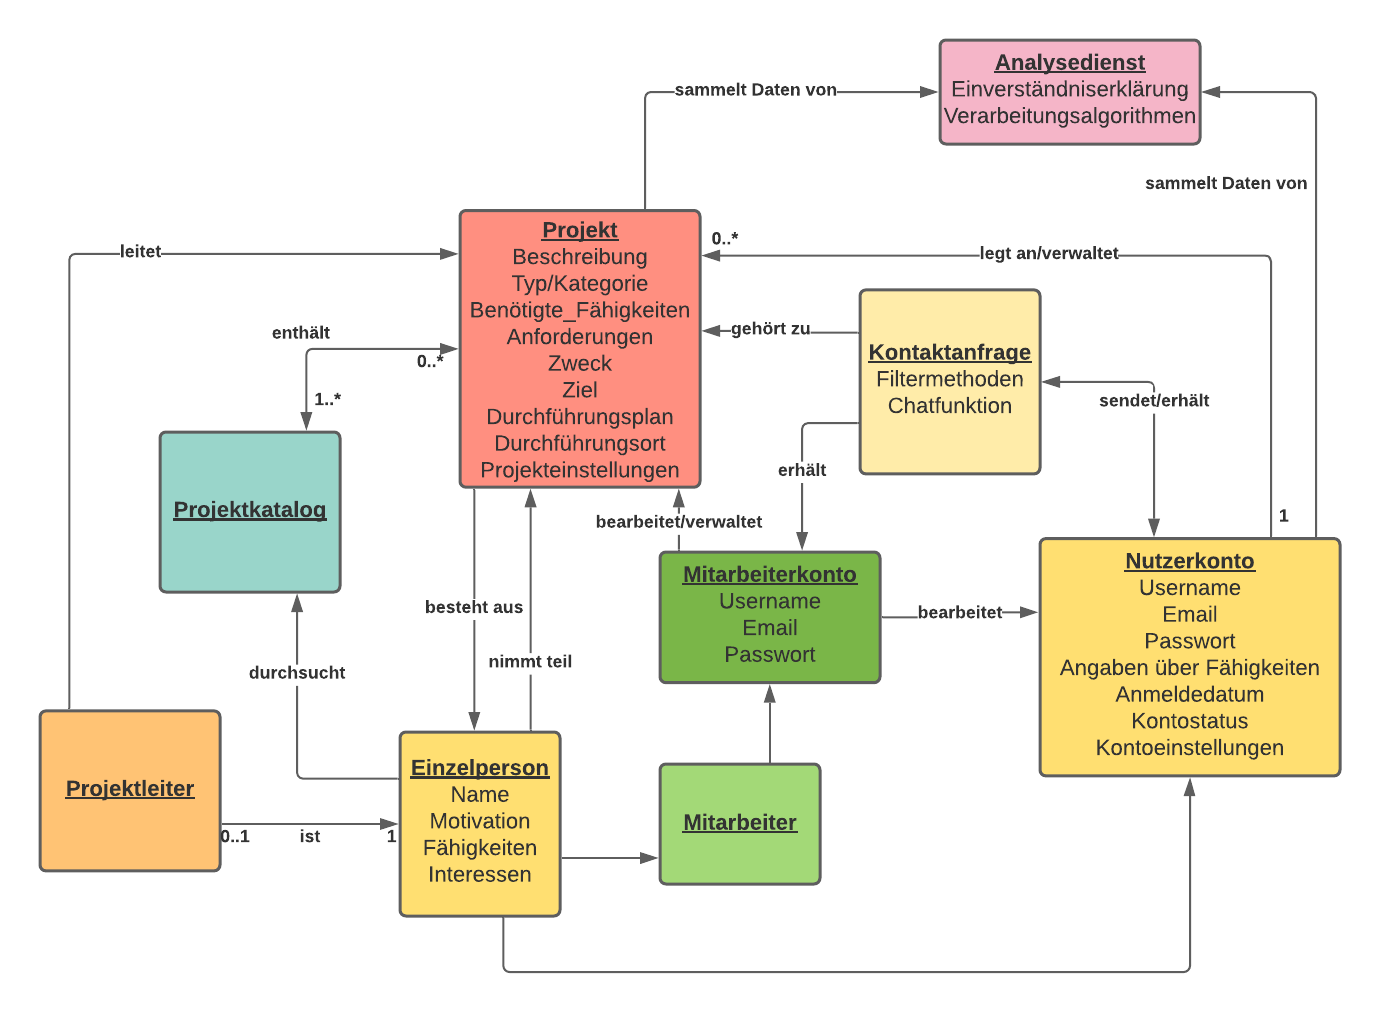 Analysedienst
Einverständniserklärung
Verarbeitungsalgorithmen
sammelt Daten von
sammelt Daten von
Projekt
Beschreibung
Typ/Kategorie
Benötigte_Fähigkeiten
Anforderungen
Zweck
Ziel
Durchführungsplan
Durchführungsort
Projekteinstellungen
leitet
0..*
legt an/verwaltet
enthält
0..*
1..*
gehört zu
Kontaktanfrage
Filtermethoden
Chatfunktion
sendet/erhält
erhält
Projektkatalog
bearbeitet/verwaltet
1
Mitarbeiterkonto
Username
Email
Passwort
bearbeitet
Nutzerkonto
Username
Email
Passwort
Angaben über Fähigkeiten
Anmeldedatum
Kontostatus
Kontoeinstellungen
besteht aus
nimmt teil
durchsucht
Projektleiter
0..1
ist
1
Einzelperson
Name
Motivation
Fähigkeiten
Interessen
Mitarbeiter